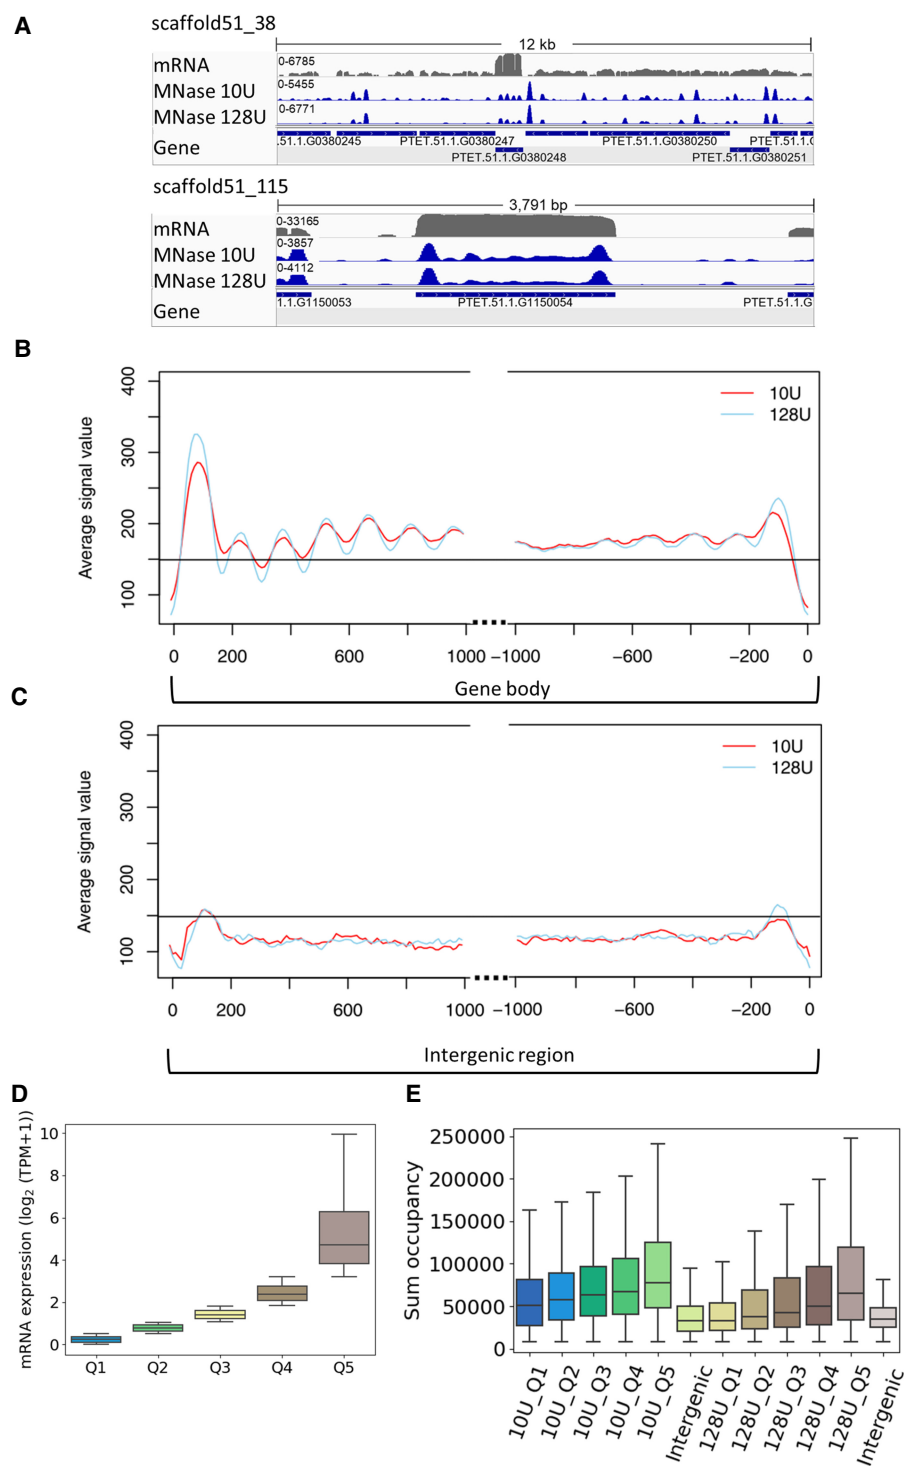 A
scaffold51_38
12 kb
mRNA
0-6785
MNase 10U
0-5455
MNase 128U
0-6771
Gene
.51.1.G0380245 PTET.51.1.G0380247 PTET.51.1.G0380250 PTET.51.1.G
PTET.51.1.G0380248 PTET.51.1.G0380251
scaffold51_115
3,791 bp
mRNA
0-33165
MNase 10U
0-3857
MNase 128U
0-4112
Gene
1.1.G1150053 PTET.51.1.G1150054 PTET.51.1.G
B
Average signal value
400
300
200
100
10U
128U
0 200 600 1000 −1000 −600 −200 0
Gene body
C
Average signal value
400
300
200
100
10U
128U
0 200 600 1000 −1000 −600 −200 0
Intergenic region
D
mRNA expression (log2 (TPM+1))
10
8
6
4
2
0
Q1 Q2 Q3 Q4 Q5
E
Sum occupancy
250000
200000
150000
100000
50000
0
10U_Q1 10U_Q2 10U_Q3 10U_Q4 10U_Q5 Intergenic 128U_Q1 128U_Q2 128U_Q3 128U_Q4 128U_Q5 Intergenic